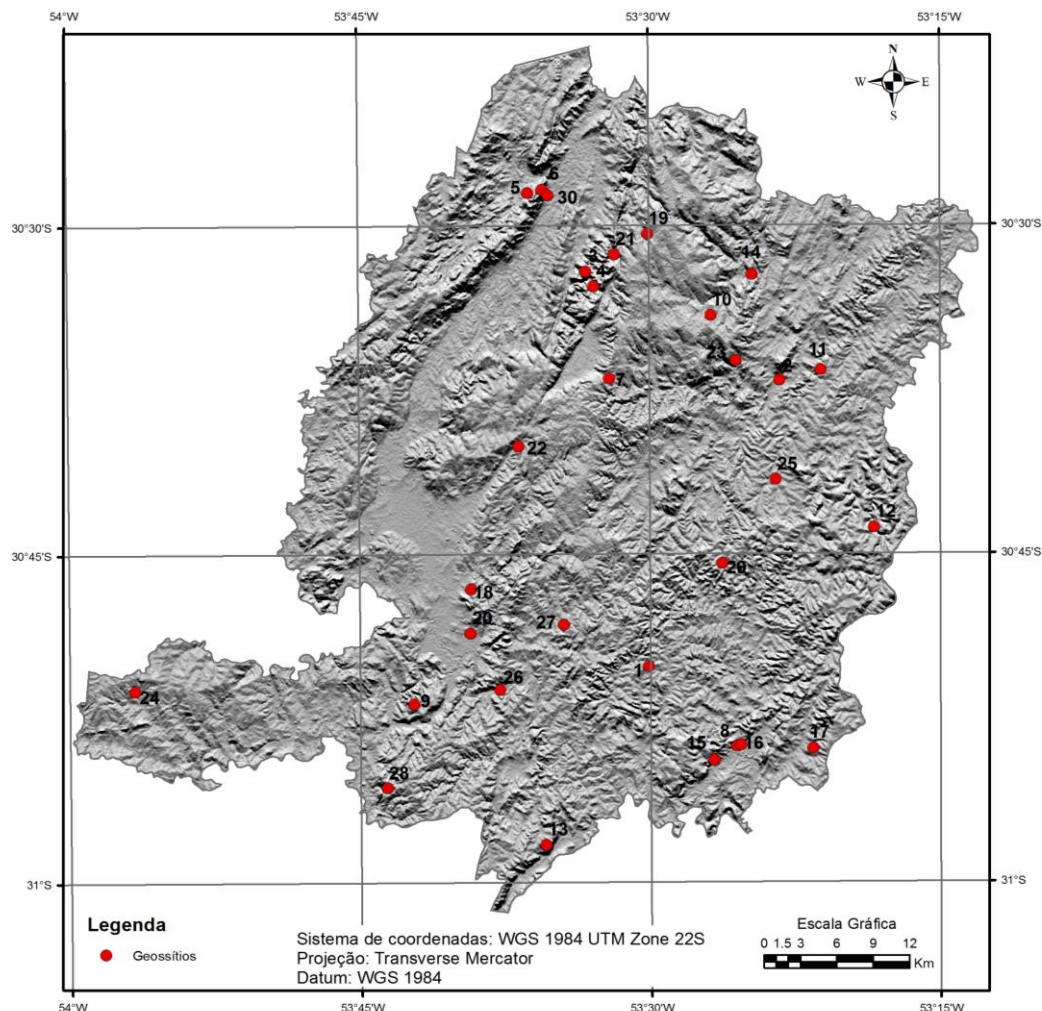 54°W 53°45'W 53°30'W 53°15'W
N
W E
S
5 6
30
19
30°30'S 30°30'S
21
3
4
14
10
23
2 11
7
22
25
12
30°45'S 30°45'S
29
18
27
20
1
26
24
9
8 16 17
15
28
13
31°S 31°S
Legenda
Geossítios
Sistema de coordenadas: WGS 1984 UTM Zone 22S
Projeção: Transverse Mercator
Datum: WGS 1984
Escala Gráfica
0 1.5 3 6 9 12
Km
54°W 53°45'W 53°30'W 53°15'W